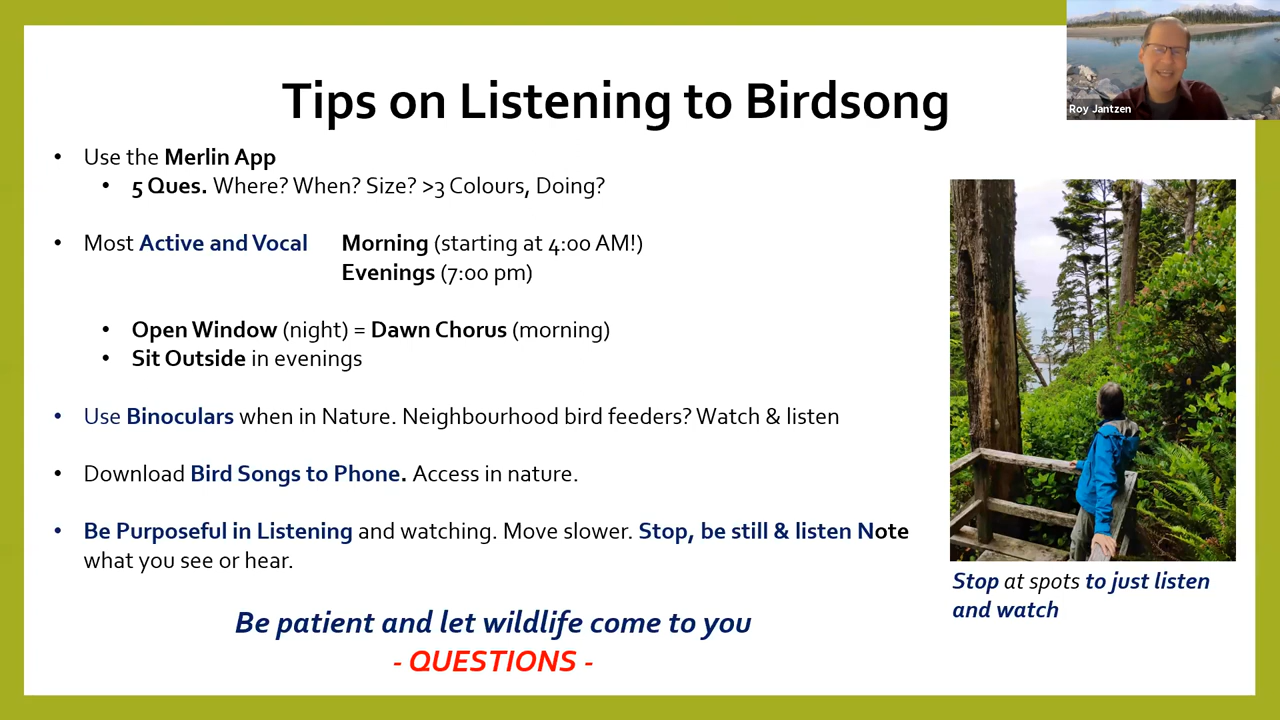 Tips on Listening to Birdsong
Roy Jantzen
• Use the Merlin App
• 5 Ques. Where? When? Size? >3 Colours, Doing?
• Most Active and Vocal Morning (starting at 4:00 AM!)
Evenings (7:00 pm)
• Open Window (night) = Dawn Chorus (morning)
• Sit Outside in evenings
• Use Binoculars when in Nature. Neighbourhood bird feeders? Watch & listen
• Download Bird Songs to Phone. Access in nature.
• Be Purposeful in Listening and watching. Move slower. Stop, be still & listen Note
what you see or hear.
Stop at spots to just listen
and watch
Be patient and let wildlife come to you
- QUESTIONS -